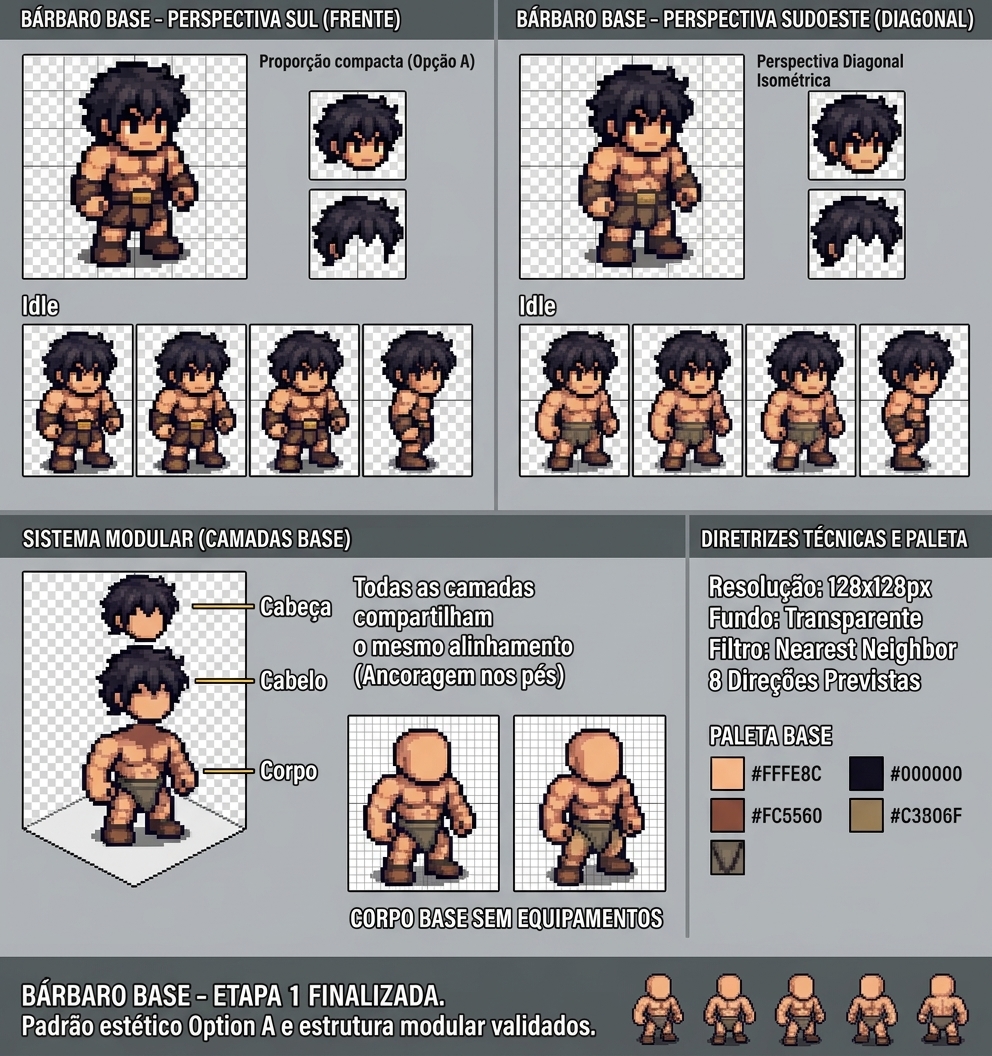 BÁRBARO BASE - PERSPECTIVA SUL (FRENTE)
Proporção compacta (Opção A)
Idle
BÁRBARO BASE - PERSPECTIVA SUDOESTE (DIAGONAL)
Perspectiva Diagonal
Isométrica
Idle
SISTEMA MODULAR (CAMADAS BASE)
Cabeça
Cabelo
Corpo
Todas as camadas
compartilham
o mesmo alinhamento
(Ancoragem nos pés)
CORPO BASE SEM EQUIPAMENTOS
DIRETRIZES TÉCNICAS E PALETA
Resolução: 128x128px
Fundo: Transparente
Filtro: Nearest Neighbor
8 Direções Previstas
PALETA BASE
#FFFE8C
#000000
#FC5560
#C3806F
BÁRBARO BASE - ETAPA 1 FINALIZADA.
Padrão estético Option A e estrutura modular validados.